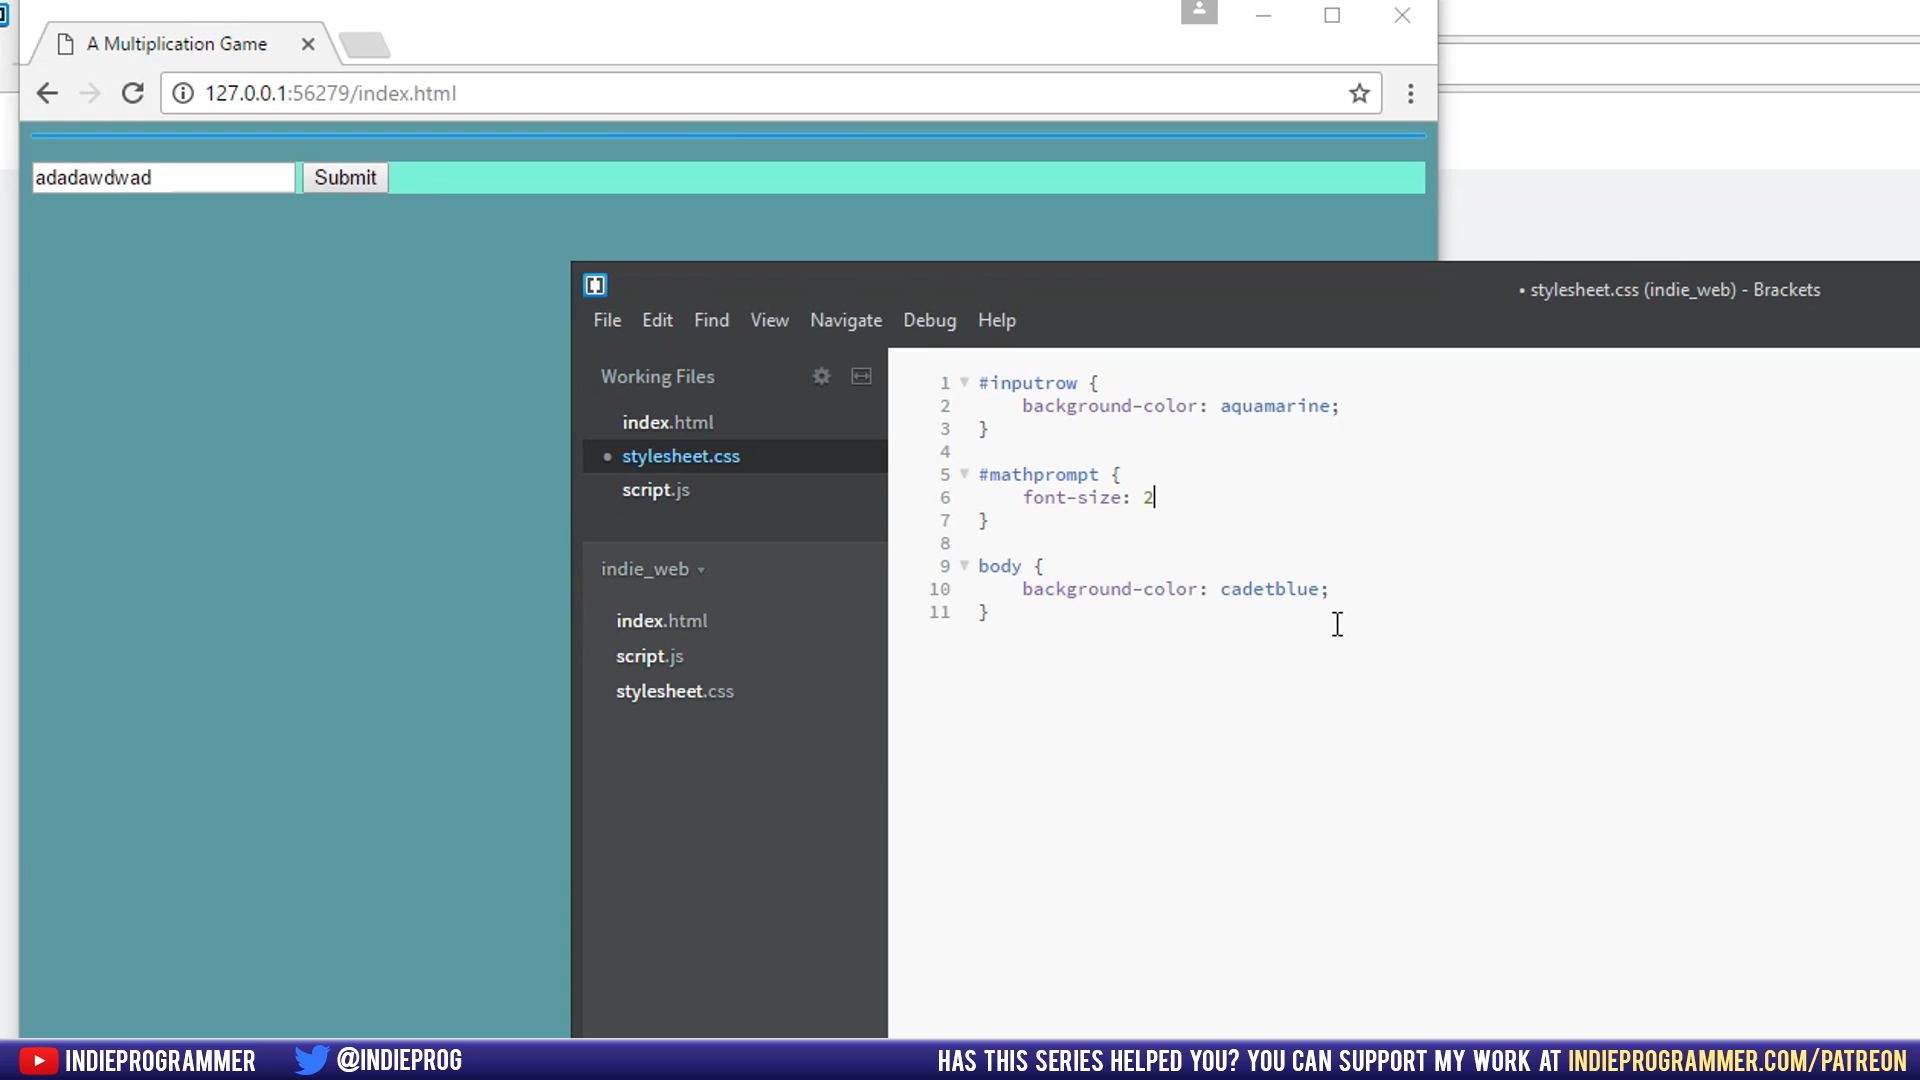 A Multiplication Game
127.0.0.1:56279/index.html
adadawdwad
Submit
• stylesheet.css (indie_web) - Brackets
File Edit Find View Navigate Debug Help
Working Files
index.html
stylesheet.css
script.js
indie_web
index.html
script.js
stylesheet.css
1 #inputrow {
2 background-color: aquamarine;
3 }
4
5 #mathprompt {
6 font-size: 2
7 }
8
9 body {
10 background-color: cadetblue;
11 }
INDIEPROGRAMMER @INDIEPROG HAS THIS SERIES HELPED YOU? YOU CAN SUPPORT MY WORK AT INDIEPROGRAMMER.COM/PATREON